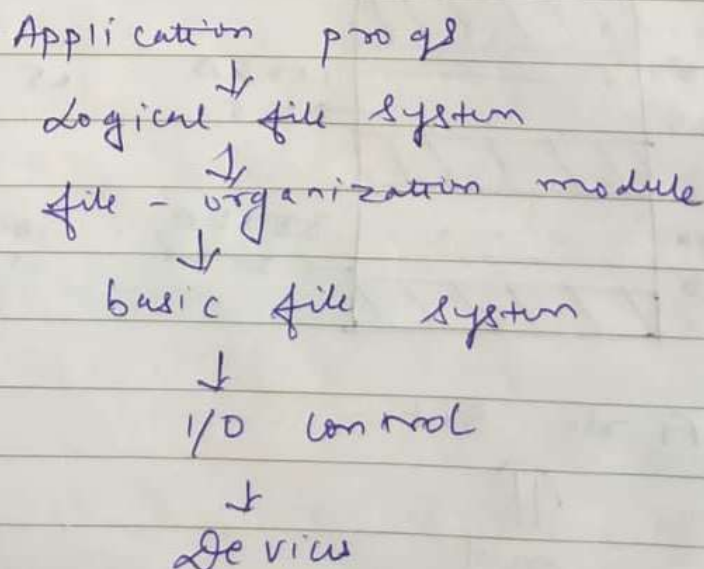 Application progs
↓
Logical file system
↓
file - organization module
↓
basic file system
↓
I/O control
↓
Devices